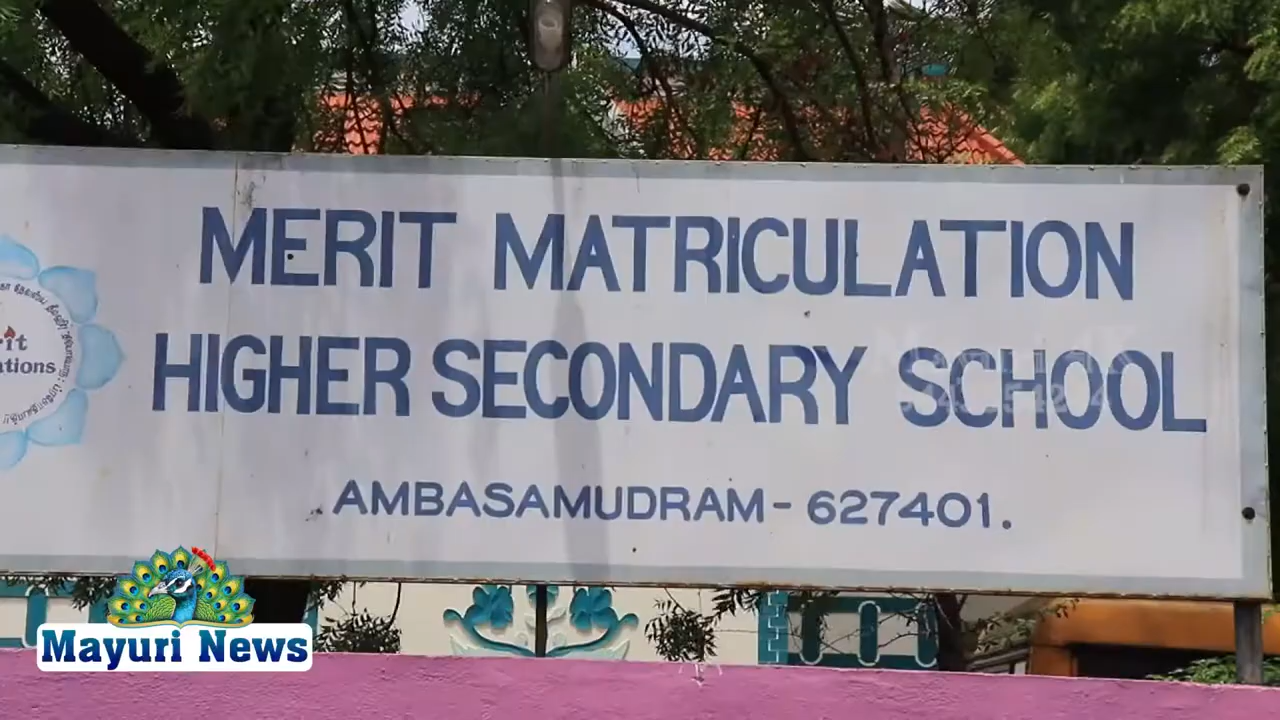 MERIT MATRICULATION
HIGHER SECONDARY SCHOOL
AMBASAMUDRAM - 627401.
Mayuri News